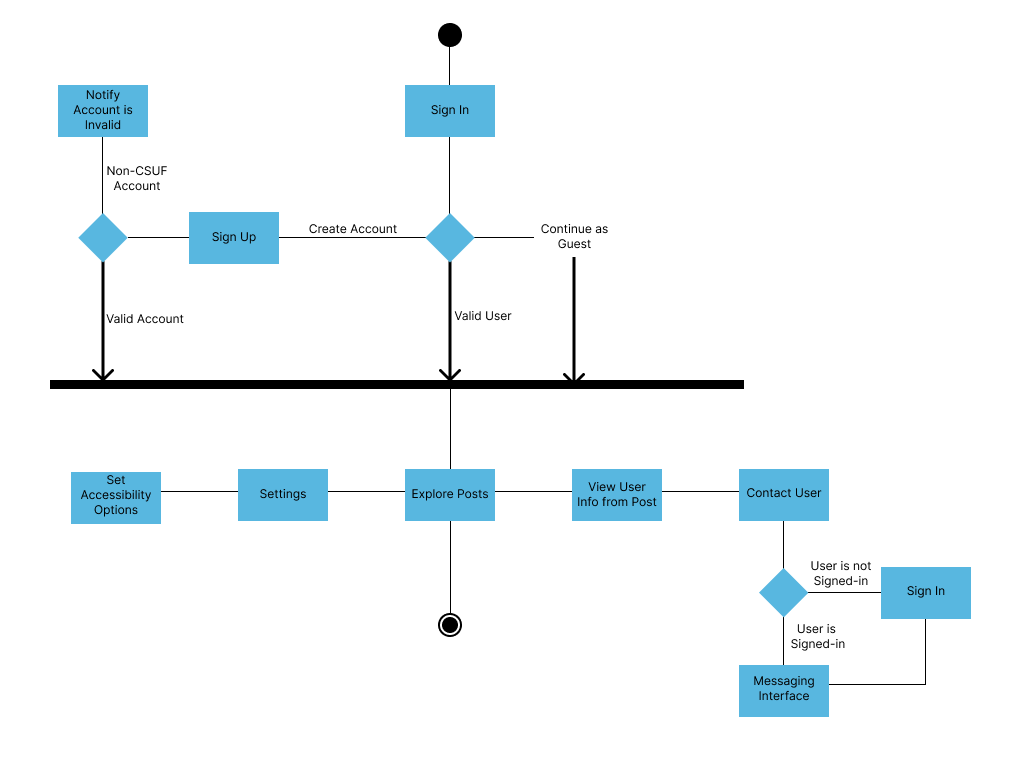 Notify
Account is
Invalid
Sign In
Non-CSUF
Account
Sign Up
Create Account
Continue as
Guest
Valid Account
Valid User
Set
Accessibility
Options
Settings
Explore Posts
View User
Info from Post
Contact User
User is not
Signed-in
Sign In
User is
Signed-in
Messaging
Interface